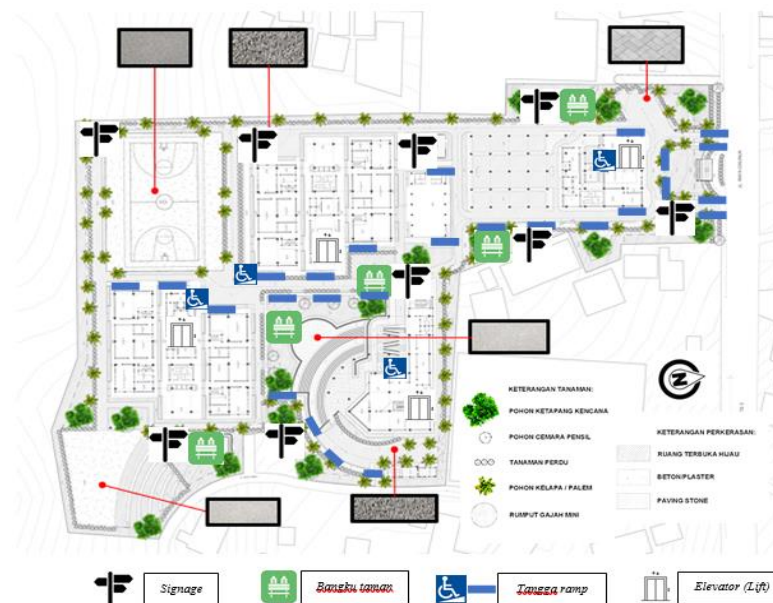 KETERANGAN TANAMAN:
POHON KETAPANG KENCANA
POHON CEMARA PENSIL
TANAMAN PERDU
POHON KELAPA / PALEM
RUMPUT GAJAH MINI
KETERANGAN PERKERASAN:
RUANG TERBUKA HIJAU
BETON/PLASTER
PAVING STONE
Signage
Bangku taman
Tangga ramp
Elevator (Lift)